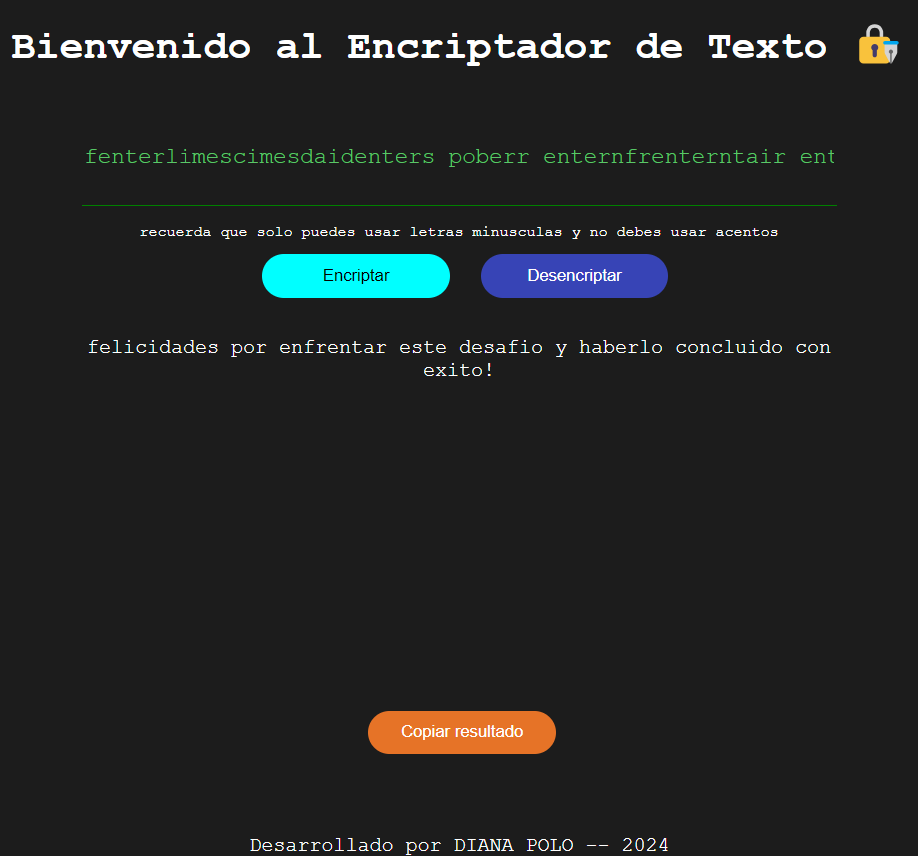 Bienvenido al Encriptador de Texto 🔐
fenterlimescimesdaidenters poberr enternfrenterntair ent
recuerda que solo puedes usar letras minusculas y no debes usar acentos
Encriptar Desencriptar
felicidades por enfrentar este desafio y haberlo concluido con
exito!
Copiar resultado
Desarrollado por DIANA POLO -- 2024